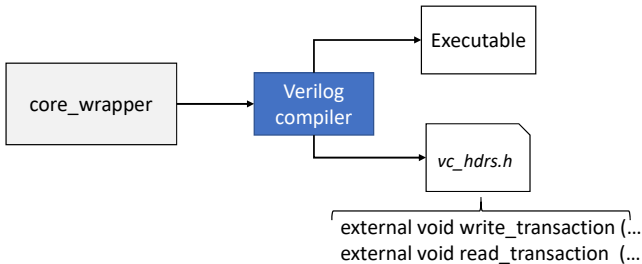 Executable
core_wrapper
Verilog
compiler
vc_hdrs.h
external void write_transaction (...
external void read_transaction (...